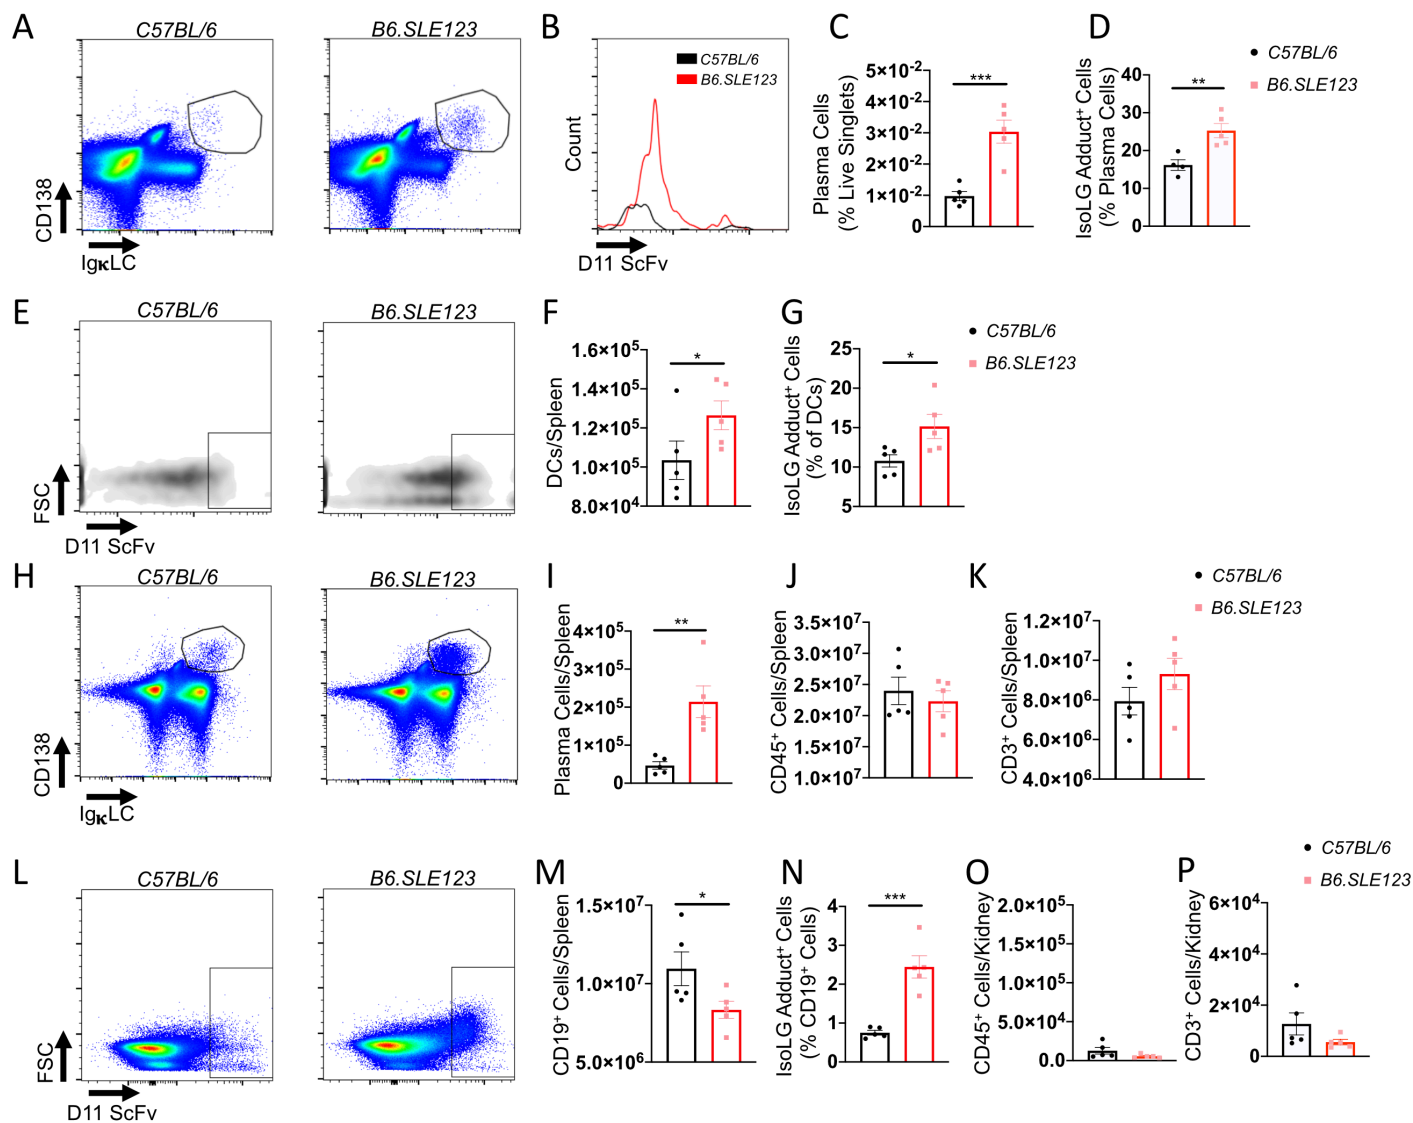 A
C57BL/6
B6.SLE123
CD138
IgκLC
B
C57BL/6
B6.SLE123
Count
D11 ScFv
C
Plasma Cells
(% Live Singlets)
5×10-2
4×10-2
3×10-2
2×10-2
1×10-2
0
***
D
IsoLG Adduct+ Cells
(% Plasma Cells)
40
30
20
10
0
**
C57BL/6
B6.SLE123
E
C57BL/6
B6.SLE123
FSC
D11 ScFv
F
DCs/Spleen
1.6×105
1.4×105
1.2×105
1.0×105
8.0×104
*
G
IsoLG Adduct+ Cells
(% of DCs)
25
20
15
10
5
*
C57BL/6
B6.SLE123
H
C57BL/6
B6.SLE123
CD138
IgκLC
I
Plasma Cells/Spleen
4×105
3×105
2×105
1×105
0
**
J
CD45+ Cells/Spleen
3.5×107
3.0×107
2.5×107
2.0×107
1.5×107
1.0×107
K
CD3+ Cells/Spleen
1.2×107
1.0×107
8.0×106
6.0×106
4.0×106
C57BL/6
B6.SLE123
L
C57BL/6
B6.SLE123
FSC
D11 ScFv
M
CD19+ Cells/Spleen
1.5×107
1.0×107
5.0×106
*
N
IsoLG Adduct+ Cells
(% CD19+ Cells)
4
3
2
1
0
***
O
CD45+ Cells/Kidney
2.0×105
1.5×105
1.0×105
5.0×104
0.0
P
CD3+ Cells/Kidney
6×104
4×104
2×104
0
C57BL/6
B6.SLE123